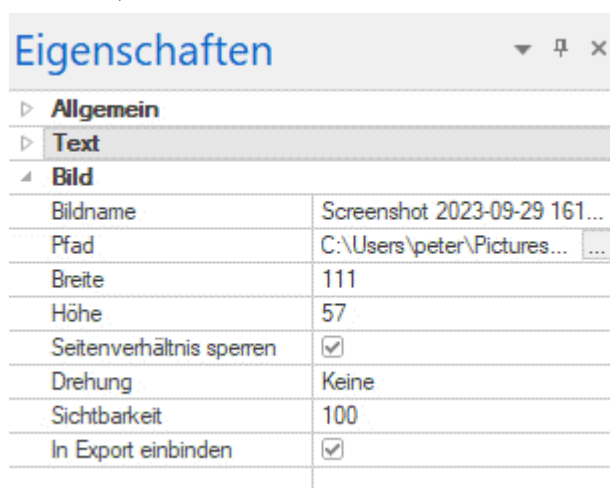 Eigenschaften
Allgemein
Text
Bild
Bildname Screenshot 2023-09-29 161...
Pfad C:\Users\peter\Pictures... ...
Breite 111
Höhe 57
Seitenverhältnis sperren
Drehung Keine
Sichtbarkeit 100
In Export einbinden